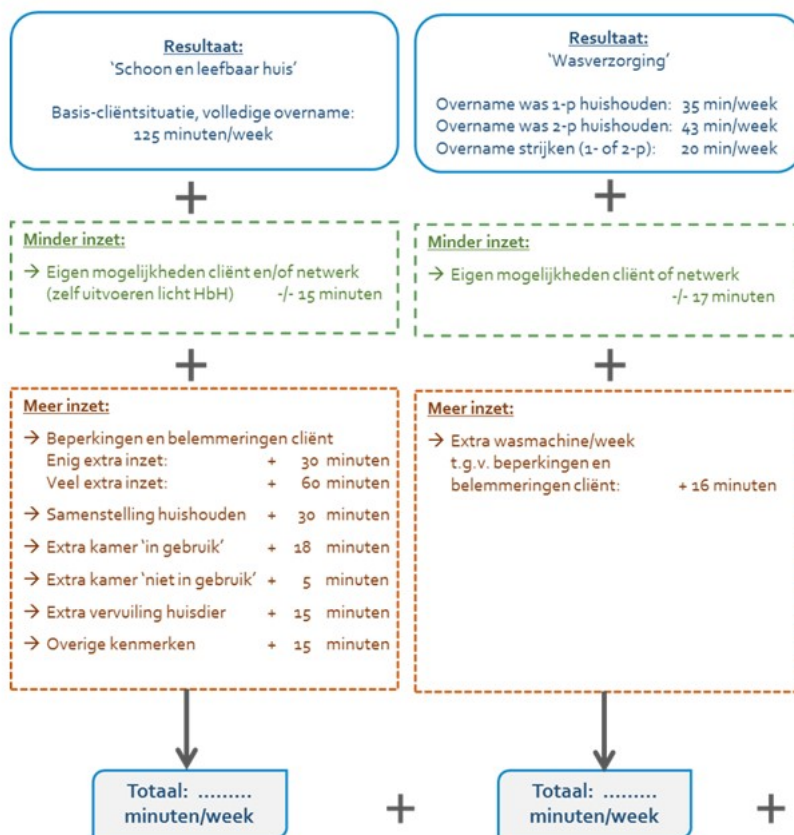 Resultaat:
'Schoon en leefbaar huis'
Basis-cliëntsituatie, volledige overname:
125 minuten/week
+
Minder inzet:
→ Eigen mogelijkheden cliënt en/of netwerk
(zelf uitvoeren licht HbH) -/- 15 minuten
+
Meer inzet:
→ Beperkingen en belemmeringen cliënt
Enig extra inzet: + 30 minuten
Veel extra inzet: + 60 minuten
→ Samenstelling huishouden + 30 minuten
→ Extra kamer 'in gebruik' + 18 minuten
→ Extra kamer 'niet in gebruik' + 5 minuten
→ Extra vervuiling huisdier + 15 minuten
→ Overige kenmerken + 15 minuten
Totaal: .........
minuten/week
+
Resultaat:
'Wasverzorging'
Overname was 1-p huishouden: 35 min/week
Overname was 2-p huishouden: 43 min/week
Overname strijken (1- of 2-p): 20 min/week
+
Minder inzet:
→ Eigen mogelijkheden cliënt of netwerk
-/- 17 minuten
+
Meer inzet:
→ Extra wasmachine/week
t.g.v. beperkingen en
belemmeringen cliënt: + 16 minuten
Totaal: .........
minuten/week
+